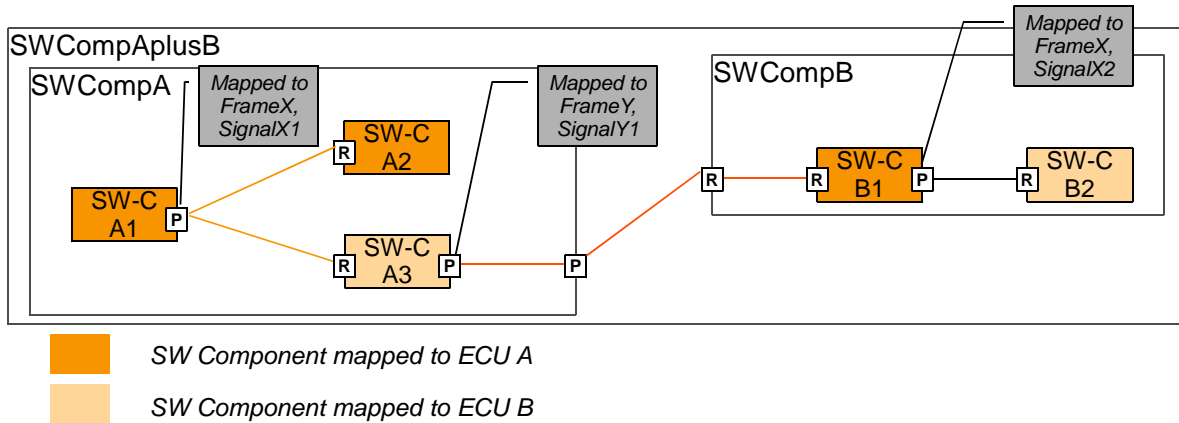 SWCompAplusB
SWCompA
Mapped to
FrameX,
SignalX1
Mapped to
FrameY,
SignalY1
SWCompB
Mapped to
FrameX,
SignalX2
SW-C
A1
P
R
SW-C
A2
R
SW-C
A3
P
P
R
R
SW-C
B1
P
R
SW-C
B2
SW Component mapped to ECU A
SW Component mapped to ECU B